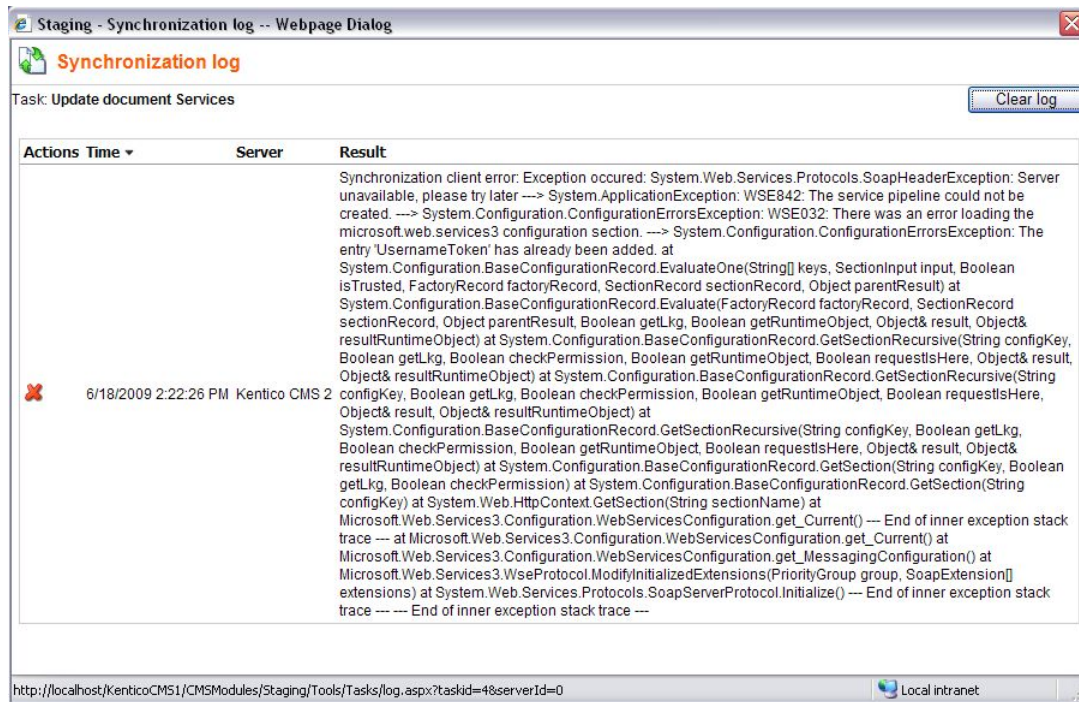 Staging - Synchronization log -- Webpage Dialog
Synchronization log
Task: Update document Services
Clear log
Actions Time Server Result
Synchronization client error: Exception occured: System.Web.Services.Protocols.SoapHeaderException: Server
unavailable, please try later ---> System.ApplicationException: WSE842: The service pipeline could not be
created. ---> System.Configuration.ConfigurationErrorsException: WSE032: There was an error loading the
microsoft.web.services3 configuration section. ---> System.Configuration.ConfigurationErrorsException: The
entry 'UsernameToken' has already been added. at
System.Configuration.BaseConfigurationRecord.EvaluateOne(String[] keys, SectionInput input, Boolean
isTrusted, FactoryRecord factoryRecord, SectionRecord sectionRecord, Object parentResult) at
System.Configuration.BaseConfigurationRecord.Evaluate(FactoryRecord factoryRecord, SectionRecord
sectionRecord, Object parentResult, Boolean getLkg, Boolean getRuntimeObject, Object& result, Object&
resultRuntimeObject) at System.Configuration.BaseConfigurationRecord.GetSectionRecursive(String configKey,
Boolean getLkg, Boolean checkPermission, Boolean getRuntimeObject, Boolean requestIsHere, Object& result,
Object& resultRuntimeObject) at System.Configuration.BaseConfigurationRecord.GetSectionRecursive(String
6/18/2009 2:22:26 PM Kentico CMS 2 configKey, Boolean getLkg, Boolean checkPermission, Boolean getRuntimeObject, Boolean requestIsHere,
Object& result, Object& resultRuntimeObject) at
System.Configuration.BaseConfigurationRecord.GetSectionRecursive(String configKey, Boolean getLkg,
Boolean checkPermission, Boolean getRuntimeObject, Boolean requestIsHere, Object& result, Object&
resultRuntimeObject) at System.Configuration.BaseConfigurationRecord.GetSection(String configKey, Boolean
getLkg, Boolean checkPermission) at System.Configuration.BaseConfigurationRecord.GetSection(String
configKey) at System.Web.HttpContext.GetSection(String sectionName) at
Microsoft.Web.Services3.Configuration.WebServicesConfiguration.get_Current() --- End of inner exception stack
trace --- at Microsoft.Web.Services3.Configuration.WebServicesConfiguration.get_Current() at
Microsoft.Web.Services3.Configuration.WebServicesConfiguration.get_MessagingConfiguration() at
Microsoft.Web.Services3.WseProtocol.ModifyInitializedExtensions(PriorityGroup group, SoapExtension[]
extensions) at System.Web.Services.Protocols.SoapServerProtocol.Initialize() --- End of inner exception stack
trace --- --- End of inner exception stack trace ---
http://localhost/KenticoCMS1/CMSModules/Staging/Tools/Tasks/log.aspx?taskid=4&serverId=0
Local intranet